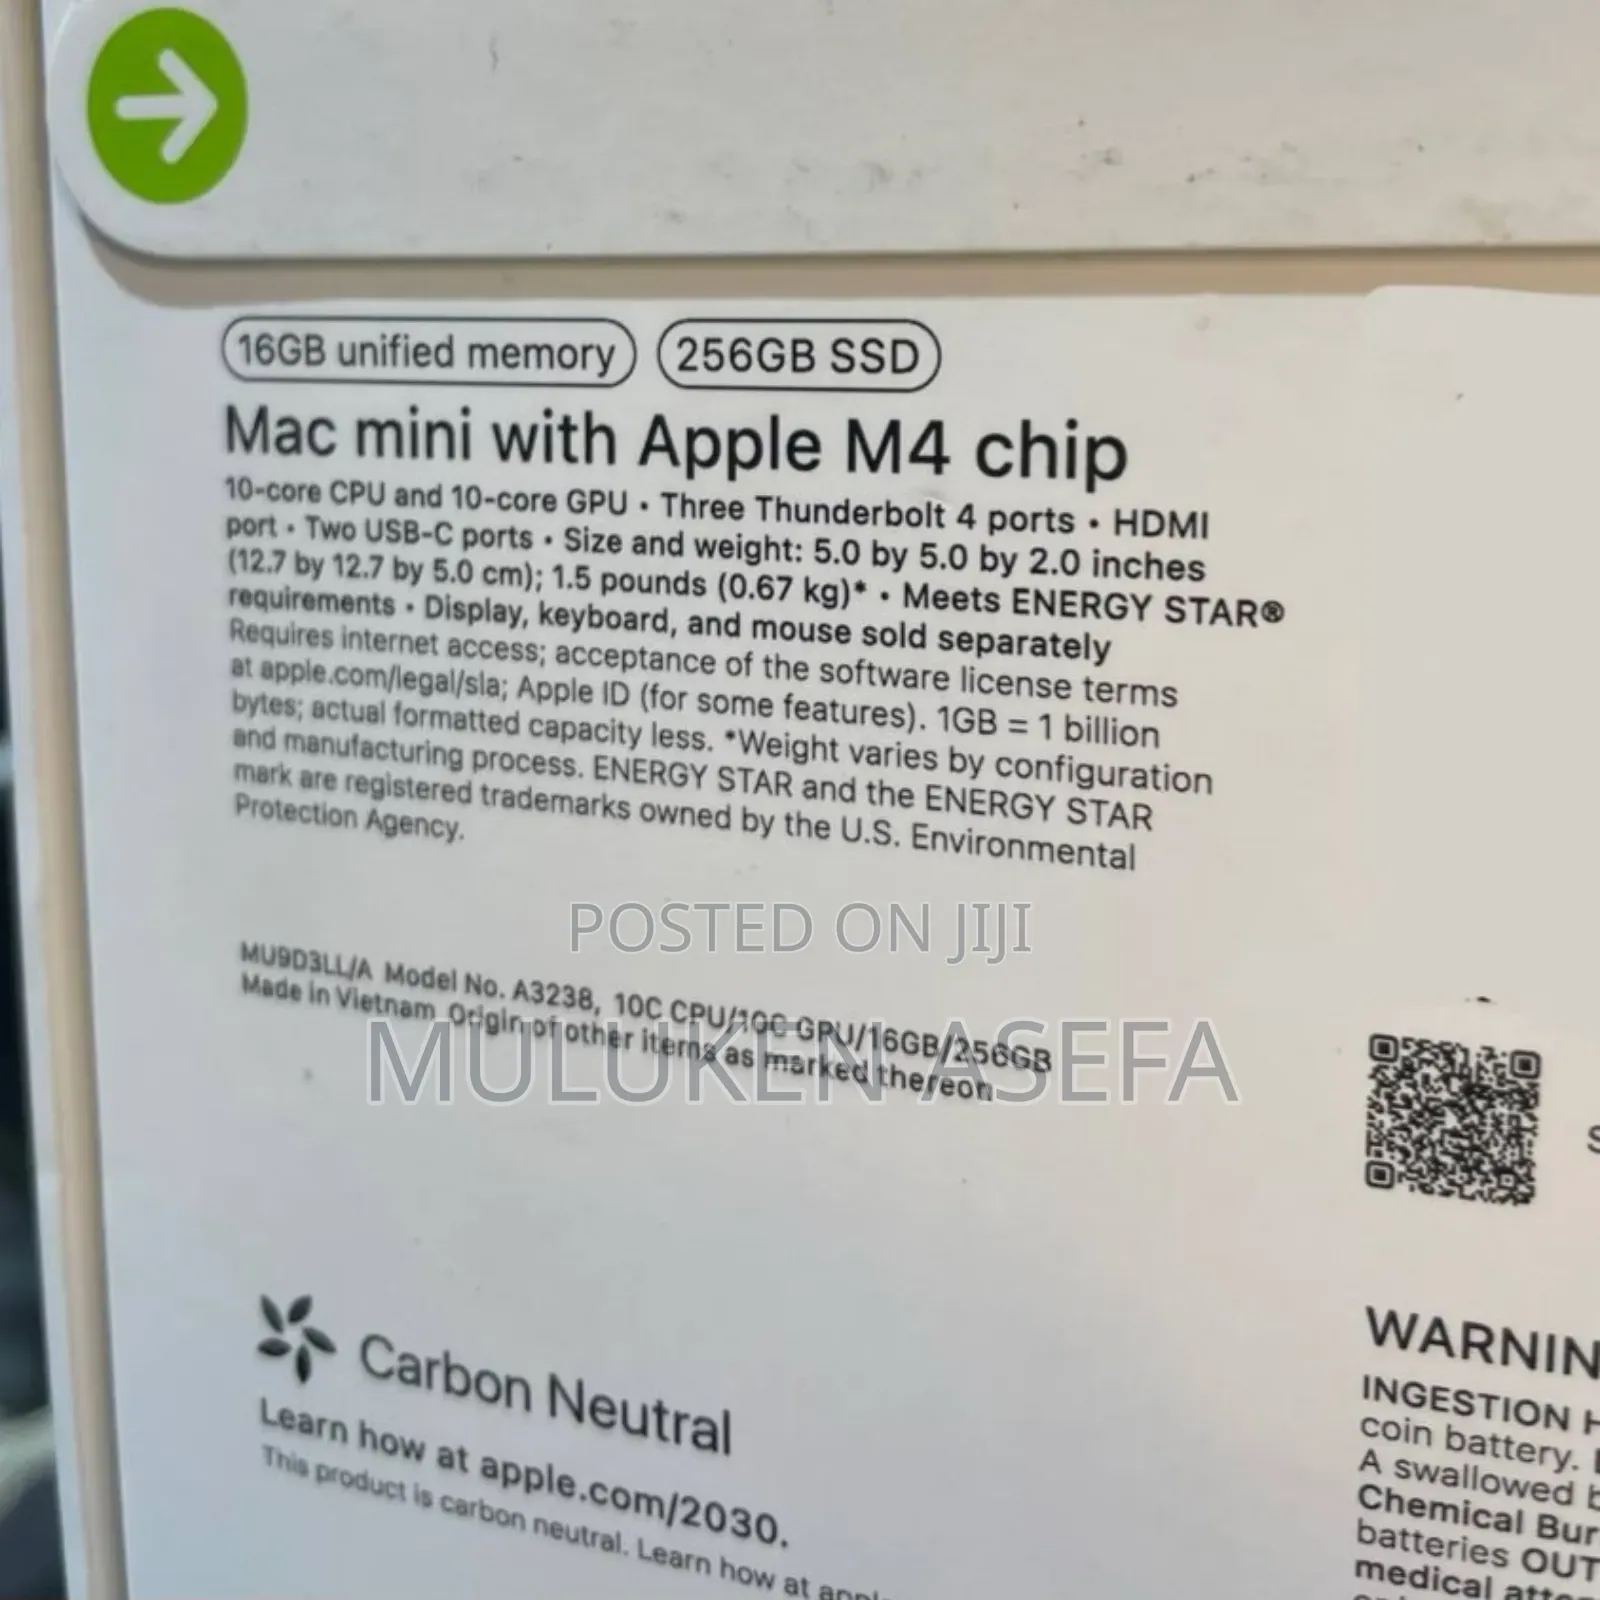 16GB unified memory 256GB SSD
Mac mini with Apple M4 chip
10-core CPU and 10-core GPU • Three Thunderbolt 4 ports • HDMI
port • Two USB-C ports • Size and weight: 5.0 by 5.0 by 2.0 inches
(12.7 by 12.7 by 5.0 cm); 1.5 pounds (0.67 kg)* • Meets ENERGY STAR®
requirements • Display, keyboard, and mouse sold separately
Requires internet access; acceptance of the software license terms
at apple.com/legal/sla; Apple ID (for some features). 1GB = 1 billion
bytes; actual formatted capacity less. *Weight varies by configuration
and manufacturing process. ENERGY STAR and the ENERGY STAR
mark are registered trademarks owned by the U.S. Environmental
Protection Agency.
POSTED ON JIJI
MU9D3LL/A Model No. A3238, 10C CPU/10C GPU/16GB/256GB
Made in Vietnam Origin of other items as marked thereon
MULUKEN ASEFA
Carbon Neutral
Learn how at apple.com/2030.
This product is carbon neutral. Learn how at
WARNIN
INGESTION H
coin battery.
A swallowed b
Chemical Bur
batteries OUT
medical atte